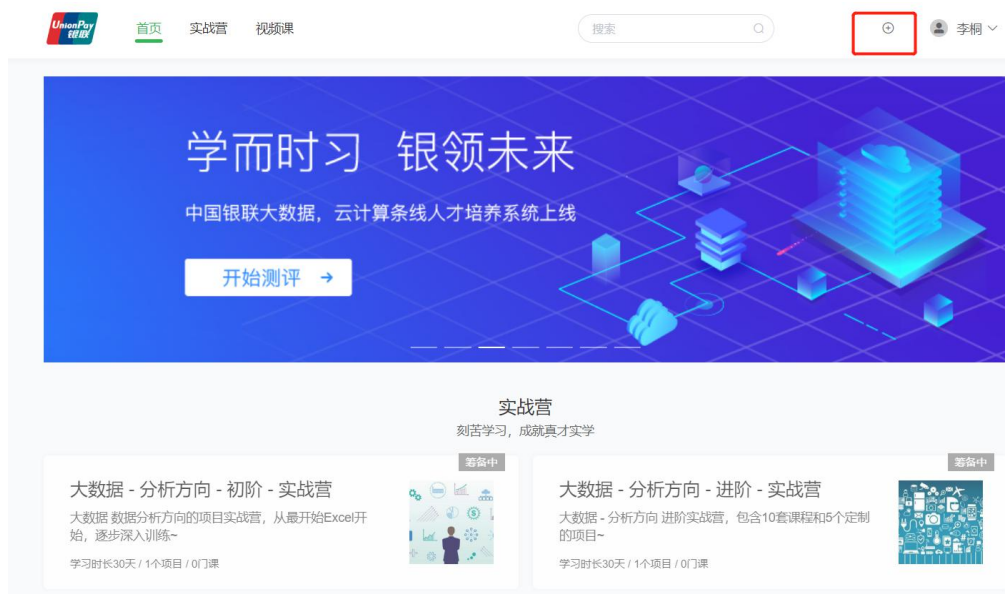 UnionPay
银联
首页
实战营
视频课
搜索
李桐
学而时习 银领未来
中国银联大数据，云计算条线人才培养系统上线
开始测评 →
实战营
刻苦学习，成就真才实学
筹备中
大数据 - 分析方向 - 初阶 - 实战营
大数据 数据分析方向的项目实战营，从最开始Excel开
始，逐步深入训练~
学习时长30天 / 1个项目 / 0门课
筹备中
大数据 - 分析方向 - 进阶 - 实战营
大数据 - 分析方向 进阶实战营，包含10套课程和5个定制
的项目~
学习时长30天 / 1个项目 / 0门课